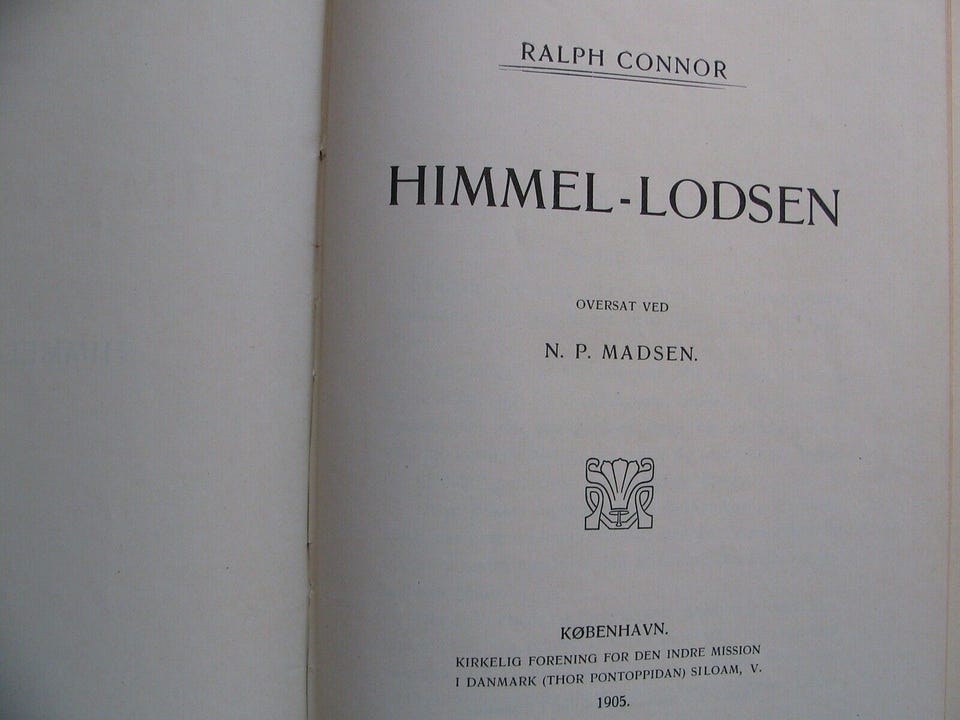 RALPH CONNOR
HIMMEL-LODSEN
OVERSAT VED
N. P. MADSEN.
KØBENHAVN.
KIRKELIG FORENING FOR DEN INDRE MISSION
I DANMARK (THOR PONTOPPIDAN) SILOAM, V.
1905.